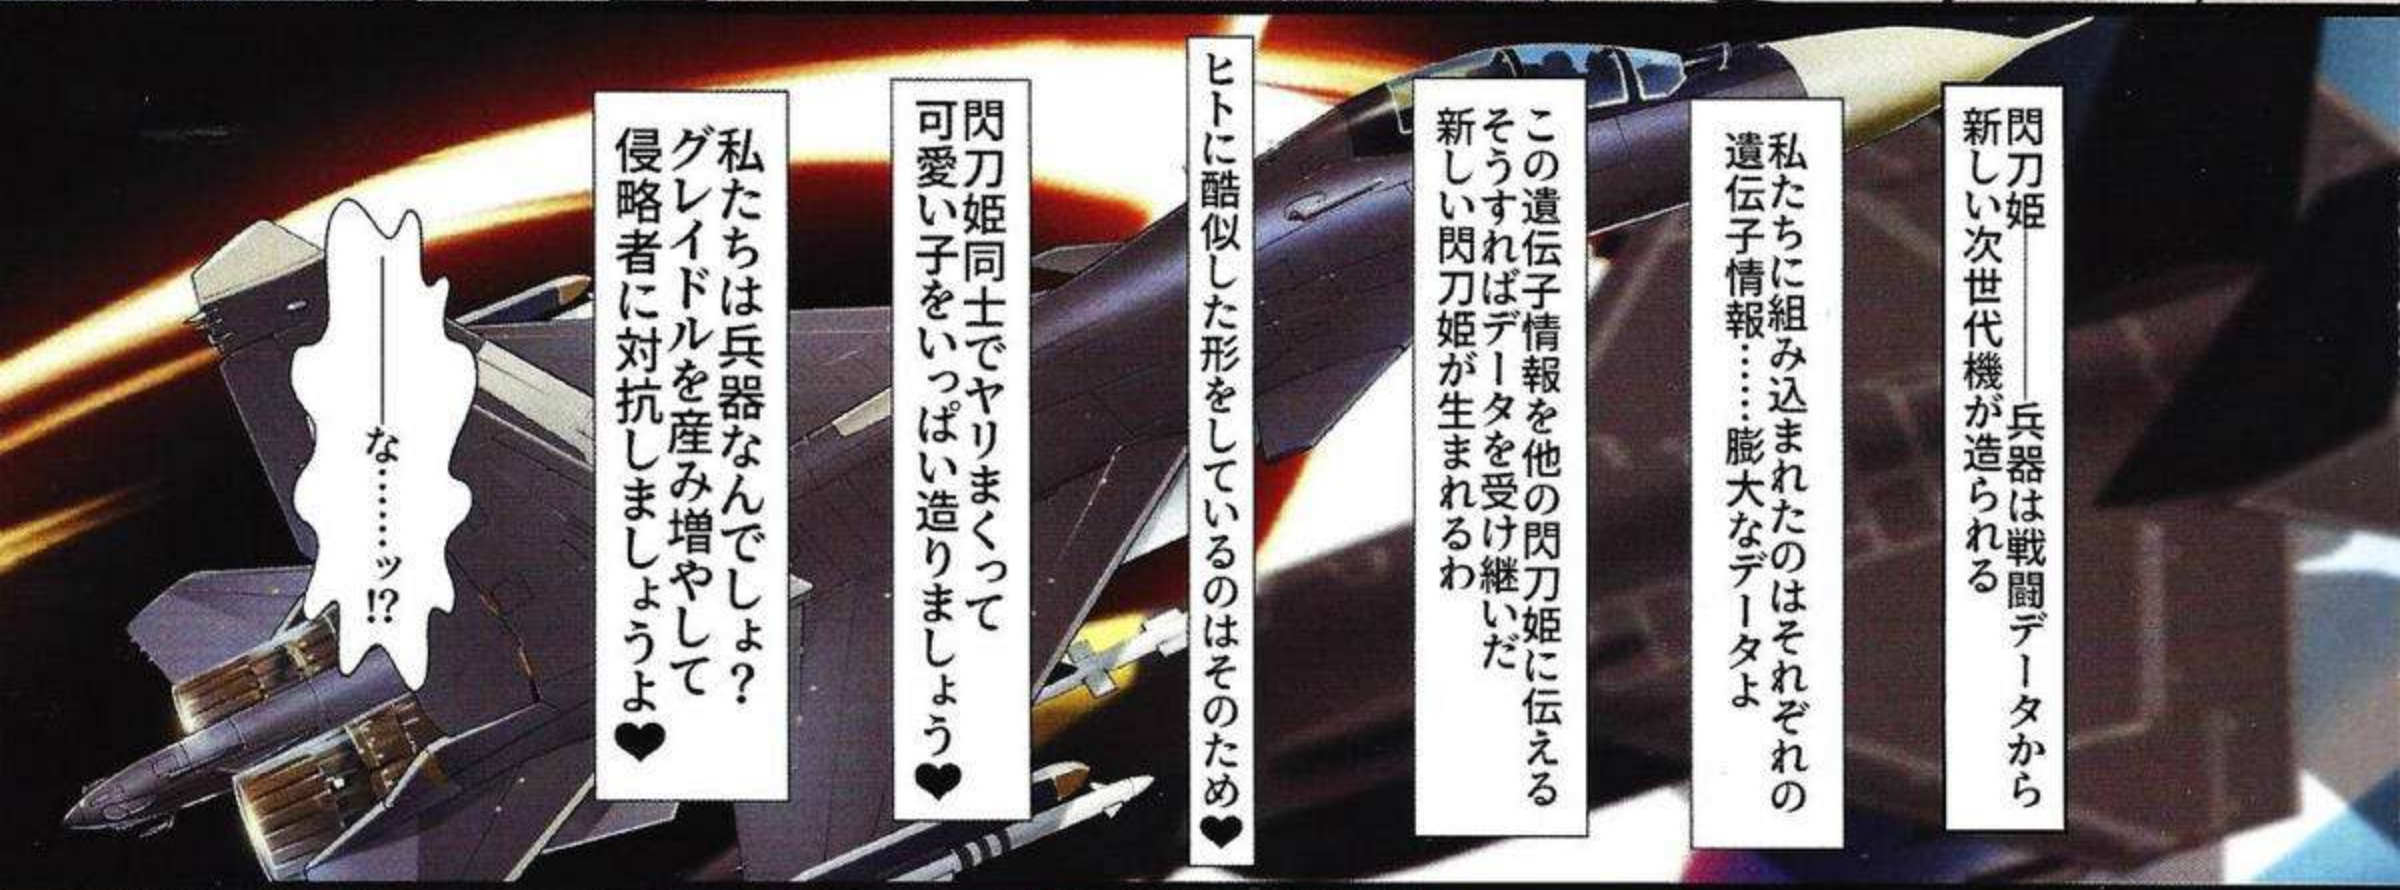 閃刀姫――――兵器は戦闘データから
新しい次世代機が造られる
私たちに組み込まれたのはそれぞれの
遺伝子情報……膨大なデータよ
この遺伝子情報を他の閃刀姫に伝える
そうすればデータを受け継いだ
新しい閃刀姫が生まれるわ
ヒトに酷似した形をしているのはそのため♥
閃刀姫同士でヤリまくって
可愛い子をいっぱい造りましょう♥
私たちは兵器なんでしょ？
グレイドルを産み増やして
侵略者に対抗しましょうよ♥
――――な……ッ!?